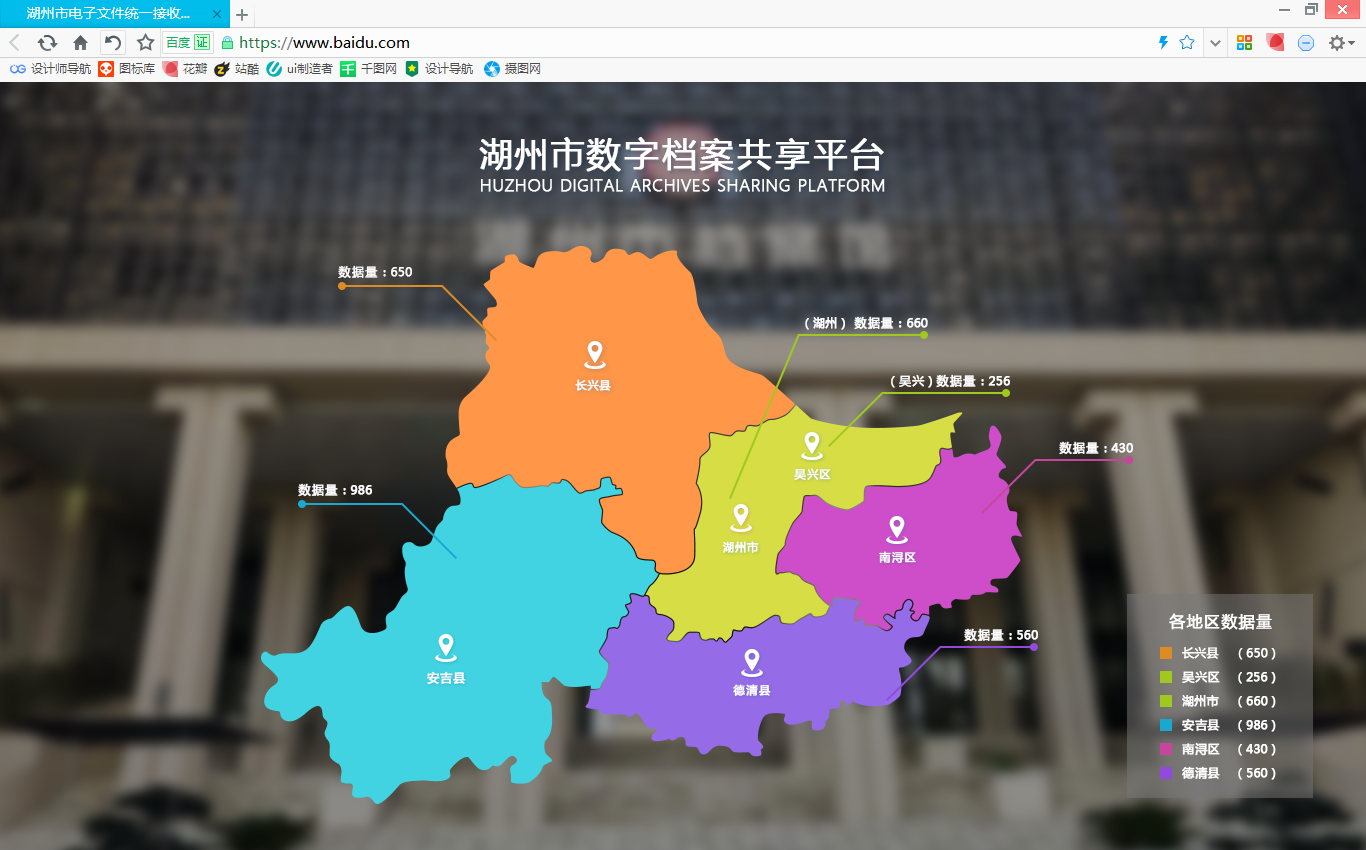 湖州市电子文件统一接收...
百度 证 https://www.baidu.com
设计师导航 图标库 花瓣 站酷 ui制造者 千图网 设计导航 摄图网
湖州市数字档案共享平台
HUZHOU DIGITAL ARCHIVES SHARING PLATFORM
数据量：650
（湖州） 数据量：660
（吴兴）数据量：256
长兴县
数据量：430
吴兴区
数据量：986
湖州市
南浔区
数据量：560
安吉县
德清县
各地区数据量
长兴县 （650）
吴兴区 （256）
湖州市 （660）
安吉县 （986）
南浔区 （430）
德清县 （560）